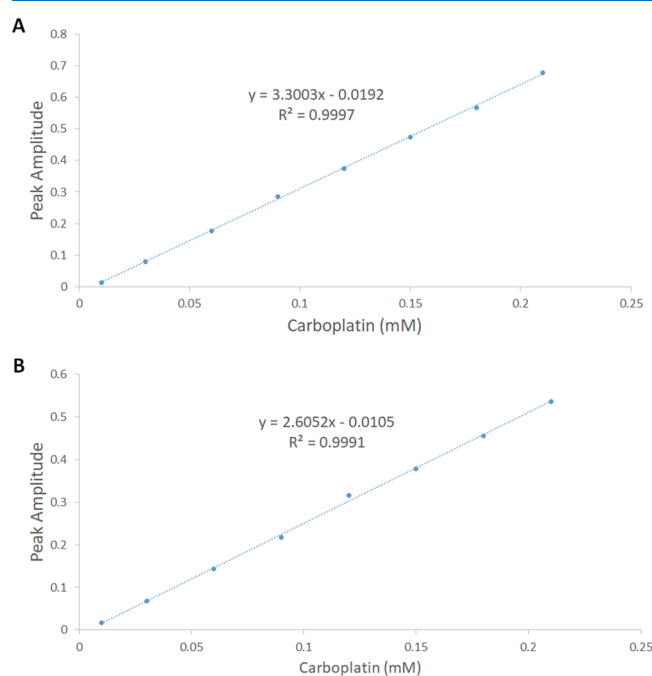 A
0.8
0.7
0.6
0.5
0.4
0.3
0.2
0.1
0
Peak Amplitude
y = 3.3003x - 0.0192
R² = 0.9997
0 0.05 0.1 0.15 0.2 0.25
Carboplatin (mM)
B
0.6
0.5
0.4
0.3
0.2
0.1
0
Peak Amplitude
y = 2.6052x - 0.0105
R² = 0.9991
0 0.05 0.1 0.15 0.2 0.25
Carboplatin (mM)